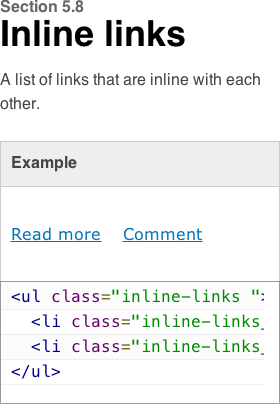 Section 5.8
Inline links
A list of links that are inline with each
other.
Example
Read more Comment
<ul class="inline-links ">
<li class="inline-links_
<li class="inline-links_
</ul>